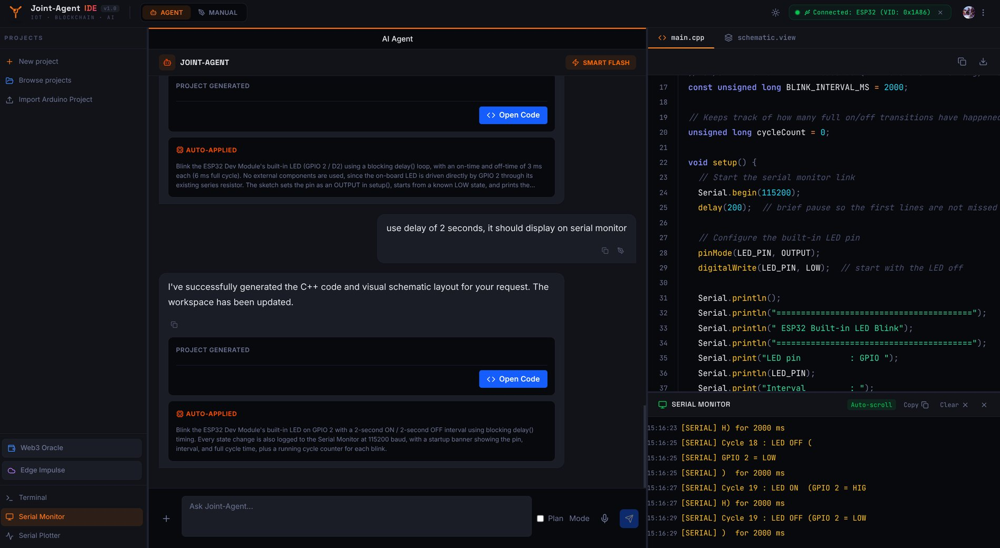 Joint-Agent IDE v1.0
IOT · BLOCKCHAIN · AI
AGENT
MANUAL
Connected: ESP32 (VID: 0x1A86)
PROJECTS
New project
Browse projects
Import Arduino Project
Web3 Oracle
Edge Impulse
Terminal
Serial Monitor
Serial Plotter
AI Agent
JOINT-AGENT
SMART FLASH
PROJECT GENERATED
Open Code
AUTO-APPLIED
Blink the ESP32 Dev Module's built-in LED (GPIO 2 / D2) using a blocking delay() loop, with an on-time and off-time of 3 ms
each (6 ms full cycle). No external components are used, since the on-board LED is driven directly by GPIO 2 through its
existing series resistor. The sketch sets the pin as an OUTPUT in setup(), starts from a known LOW state, and prints the...
use delay of 2 seconds, it should display on serial monitor
I've successfully generated the C++ code and visual schematic layout for your request. The
workspace has been updated.
PROJECT GENERATED
Open Code
AUTO-APPLIED
Blink the ESP32 Dev Module's built-in LED on GPIO 2 with a 2-second ON / 2-second OFF interval using blocking delay()
timing. Every state change is also logged to the Serial Monitor at 115200 baud, with a startup banner showing the pin,
interval, and full cycle time, plus a running cycle counter for each blink.
Ask Joint-Agent...
Plan Mode
main.cpp
schematic.view
17 const unsigned long BLINK_INTERVAL_MS = 2000;
18
19 // Keeps track of how many full on/off transitions have happened
20 unsigned long cycleCount = 0;
21
22 void setup() {
23 // Start the serial monitor link
24 Serial.begin(115200);
25 delay(200); // brief pause so the first lines are not missed
26
27 // Configure the built-in LED pin
28 pinMode(LED_PIN, OUTPUT);
29 digitalWrite(LED_PIN, LOW); // start with the LED off
30
31 Serial.println();
32 Serial.println("========================================");
33 Serial.println(" ESP32 Built-in LED Blink");
34 Serial.println("========================================");
35 Serial.print("LED pin          : GPIO ");
36 Serial.println(LED_PIN);
37 Serial.print("Interval         : ");
SERIAL MONITOR
Auto-scroll
Copy
Clear
15:16:23 [SERIAL] H) for 2000 ms
15:16:25 [SERIAL] Cycle 18 : LED OFF (
15:16:25 [SERIAL] GPIO 2 = LOW
15:16:25 [SERIAL] )  for 2000 ms
15:16:27 [SERIAL] Cycle 19 : LED ON  (GPIO 2 = HIG
15:16:27 [SERIAL] H) for 2000 ms
15:16:29 [SERIAL] Cycle 19 : LED OFF (GPIO 2 = LOW
15:16:29 [SERIAL] )  for 2000 ms